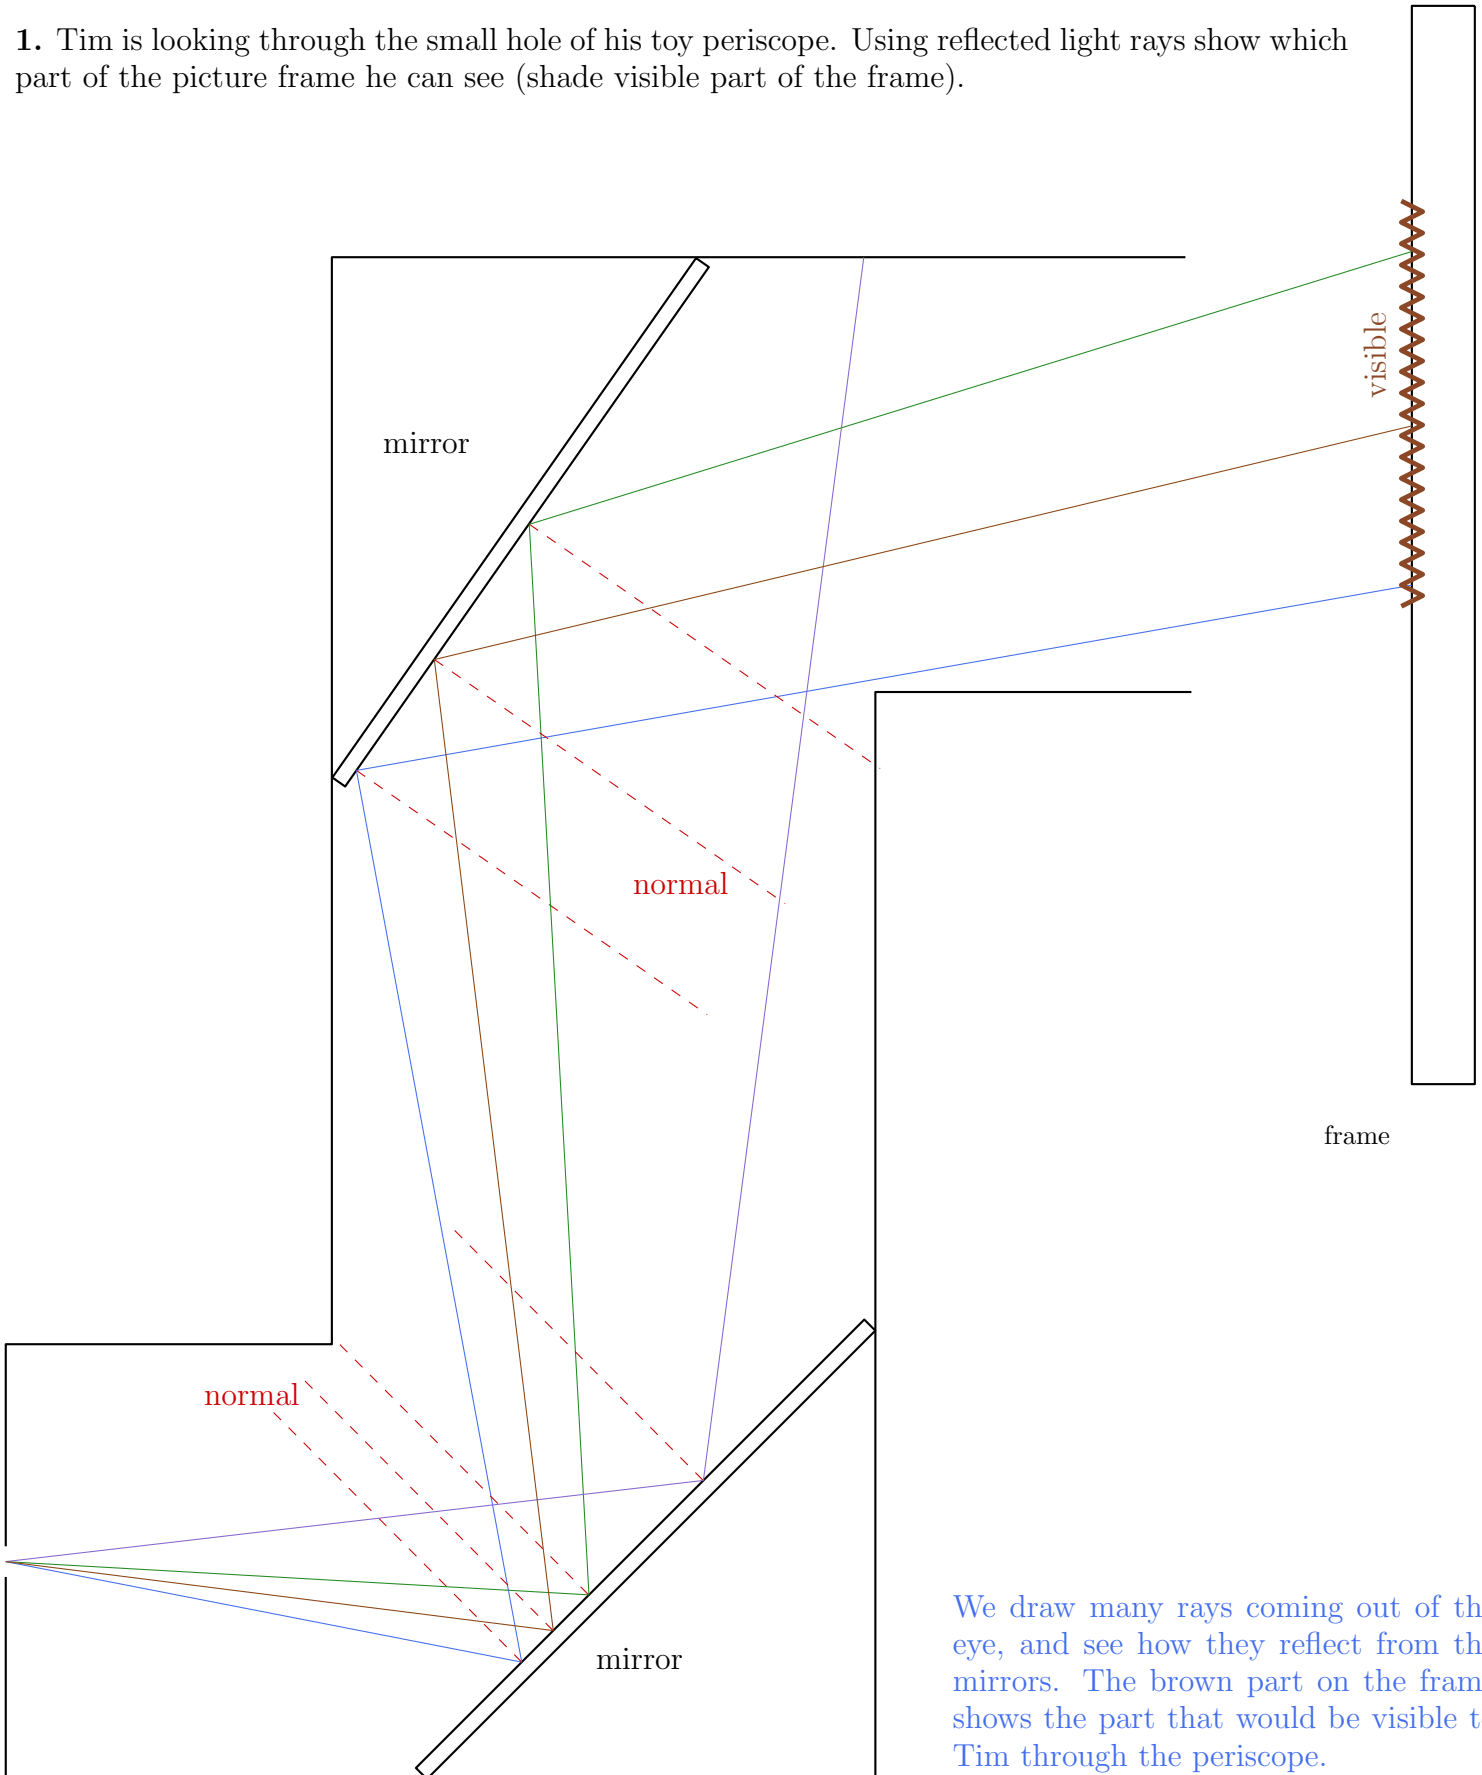 1. Tim is looking through the small hole of his toy periscope. Using reflected light rays show which
part of the picture frame he can see (shade visible part of the frame).
visible
mirror
normal
frame
normal
mirror
We draw many rays coming out of th
eye, and see how they reflect from th
mirrors. The brown part on the fram
shows the part that would be visible t
Tim through the periscope.